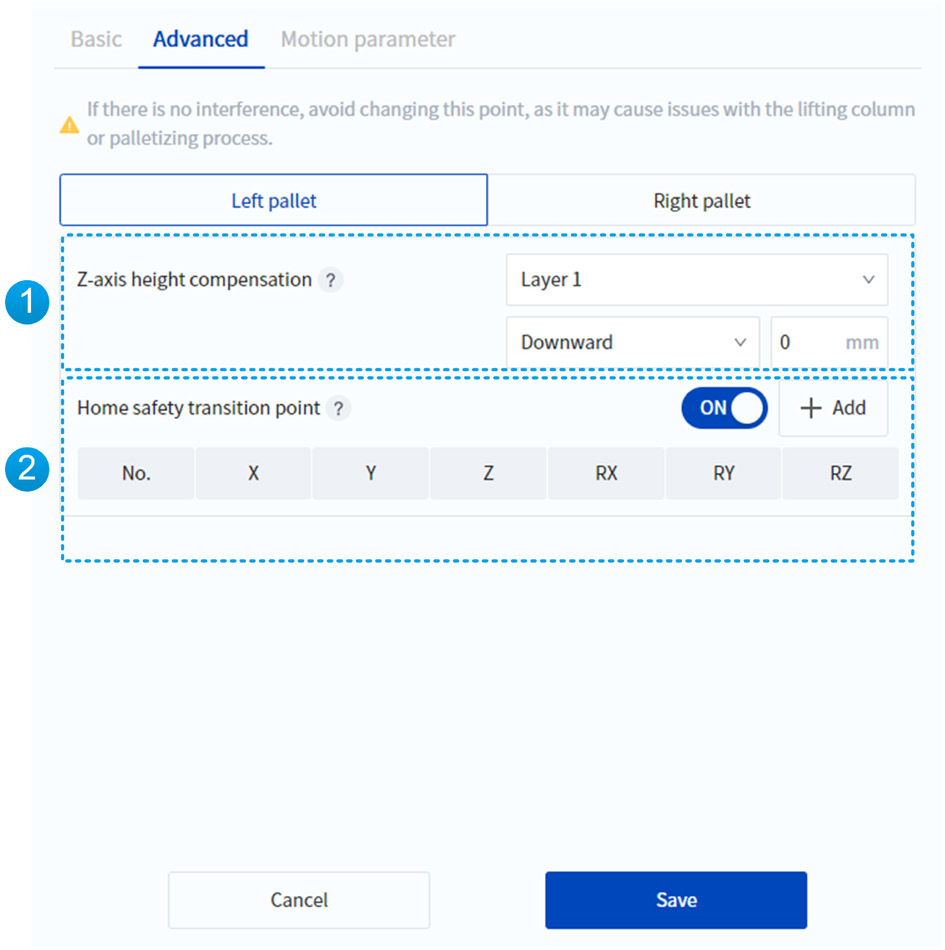 Basic Advanced Motion parameter
If there is no interference, avoid changing this point, as it may cause issues with the lifting column
or palletizing process.
Left pallet Right pallet
1
Z-axis height compensation ? Layer 1
Downward 0 mm
2
Home safety transition point ? ON + Add
No. X Y Z RX RY RZ
Cancel Save